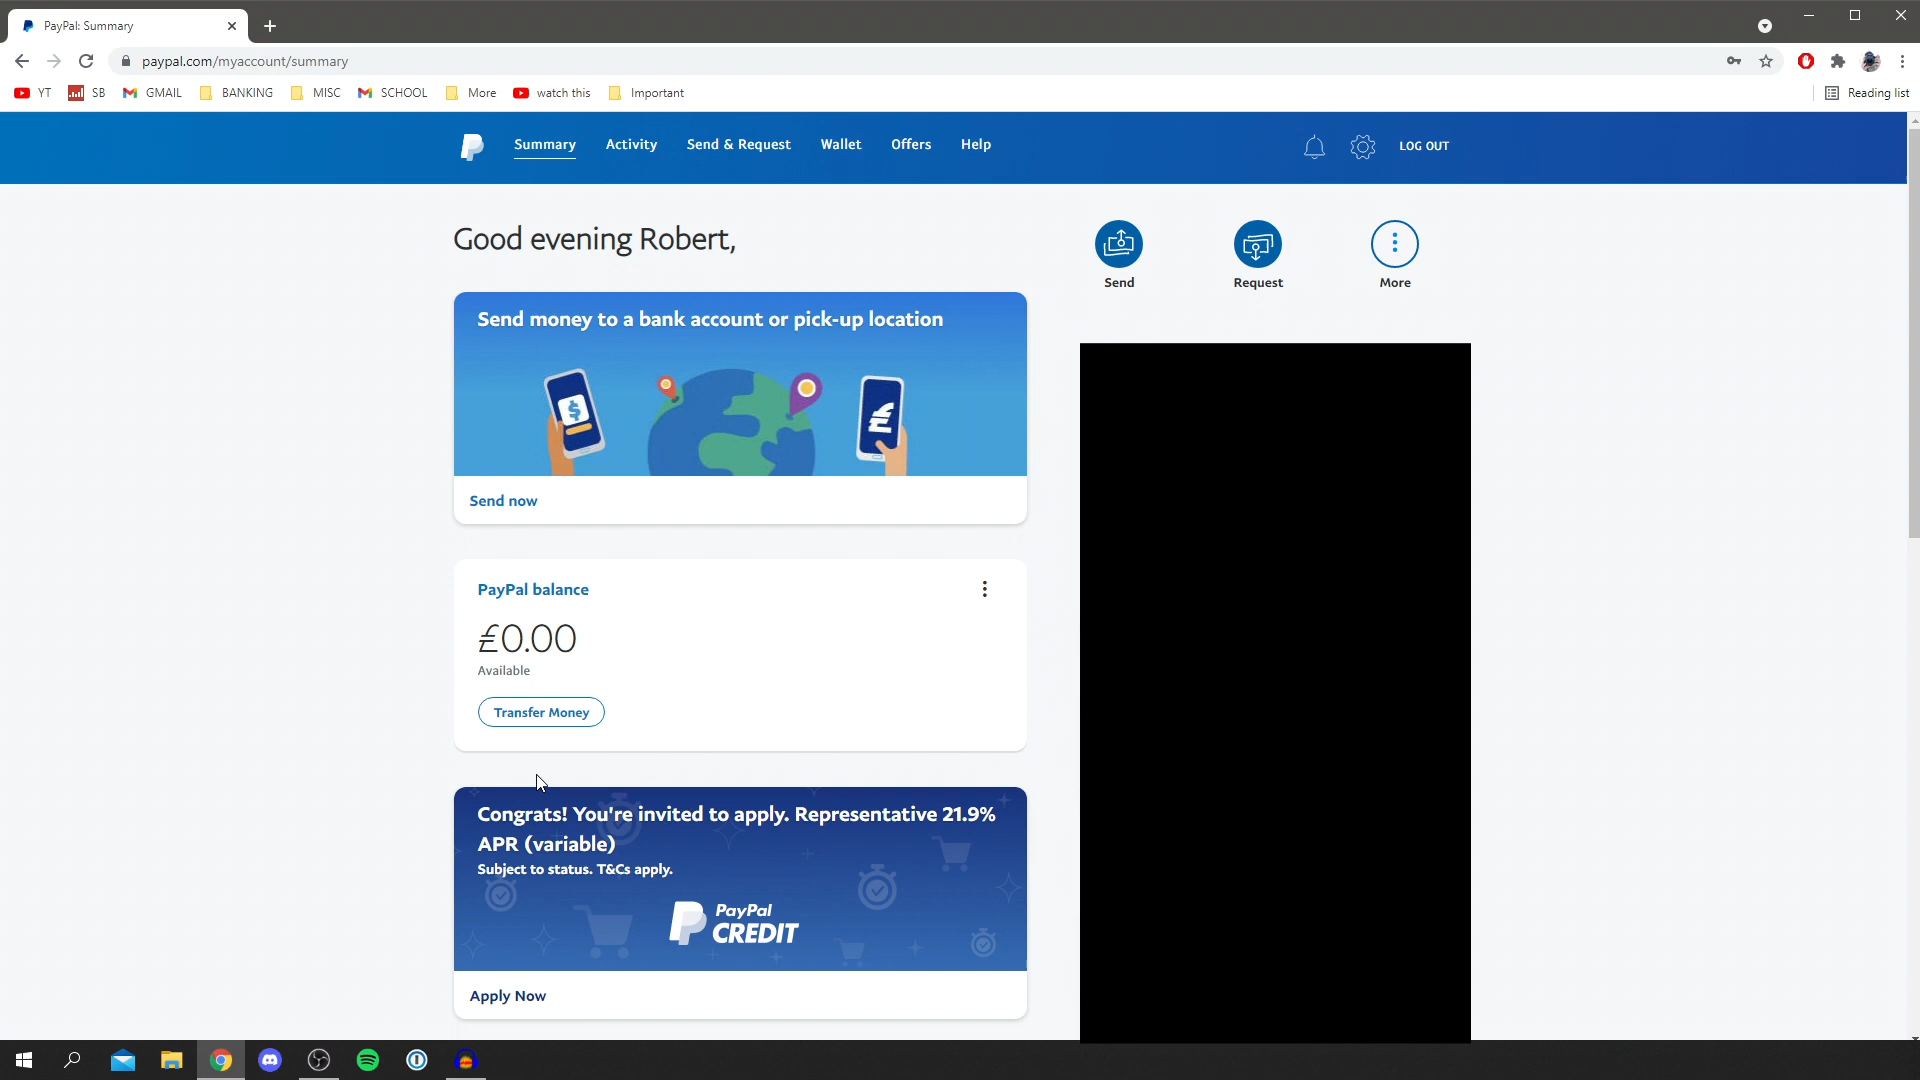 PayPal: Summary
paypal.com/myaccount/summary
YT SB GMAIL BANKING MISC SCHOOL More watch this Important Reading list
Summary Activity Send & Request Wallet Offers Help LOG OUT
Good evening Robert,
Send Request More
Send money to a bank account or pick-up location
$ £
Send now
PayPal balance
£0.00
Available
Transfer Money
Congrats! You're invited to apply. Representative 21.9%
APR (variable)
Subject to status. T&Cs apply.
PayPal
CREDIT
Apply Now